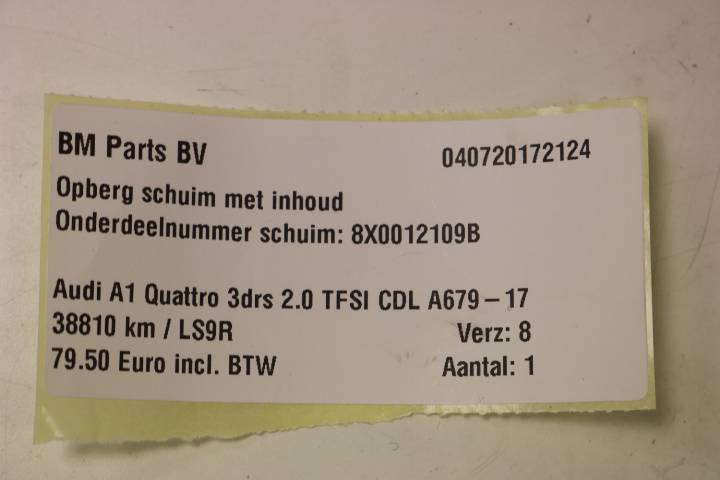 BM Parts BV 040720172124
Opberg schuim met inhoud
Onderdeelnummer schuim: 8X0012109B
Audi A1 Quattro 3drs 2.0 TFSI CDL A679-17
38810 km / LS9R Verz: 8
79.50 Euro incl. BTW Aantal: 1